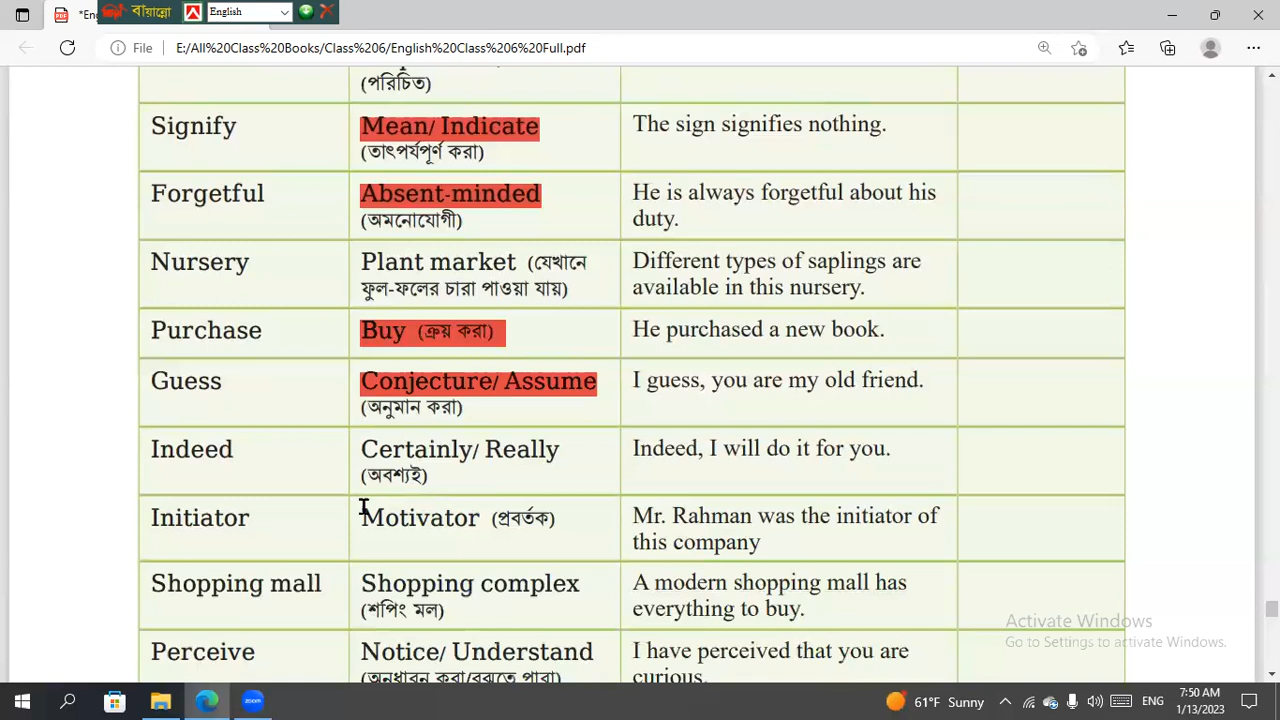 *En
বায়ান্নো
English
File
E:/All%20Class%20Books/Class%206/English%20Class%206%20Full.pdf
(পরিচিত)
Signify
Mean/ Indicate
(তাৎপর্যপূর্ণ করা)
The sign signifies nothing.
Forgetful
Absent-minded
(অমনোযোগী)
He is always forgetful about his
duty.
Nursery
Plant market (যেখানে
ফুল-ফলের চারা পাওয়া যায়)
Different types of saplings are
available in this nursery.
Purchase
Buy (ক্রয় করা)
He purchased a new book.
Guess
Conjecture/ Assume
(অনুমান করা)
I guess, you are my old friend.
Indeed
Certainly/ Really
(অবশ্যই)
Indeed, I will do it for you.
Initiator
Motivator (প্রবর্তক)
Mr. Rahman was the initiator of
this company
Shopping mall
Shopping complex
(শপিং মল)
A modern shopping mall has
everything to buy.
Perceive
Notice/ Understand
(অনুধাবন করা/বুঝতে পারা)
I have perceived that you are
curious.
Activate Windows
Go to Settings to activate Windows.
zoom
61°F Sunny
ENG
7:50 AM
1/13/2023